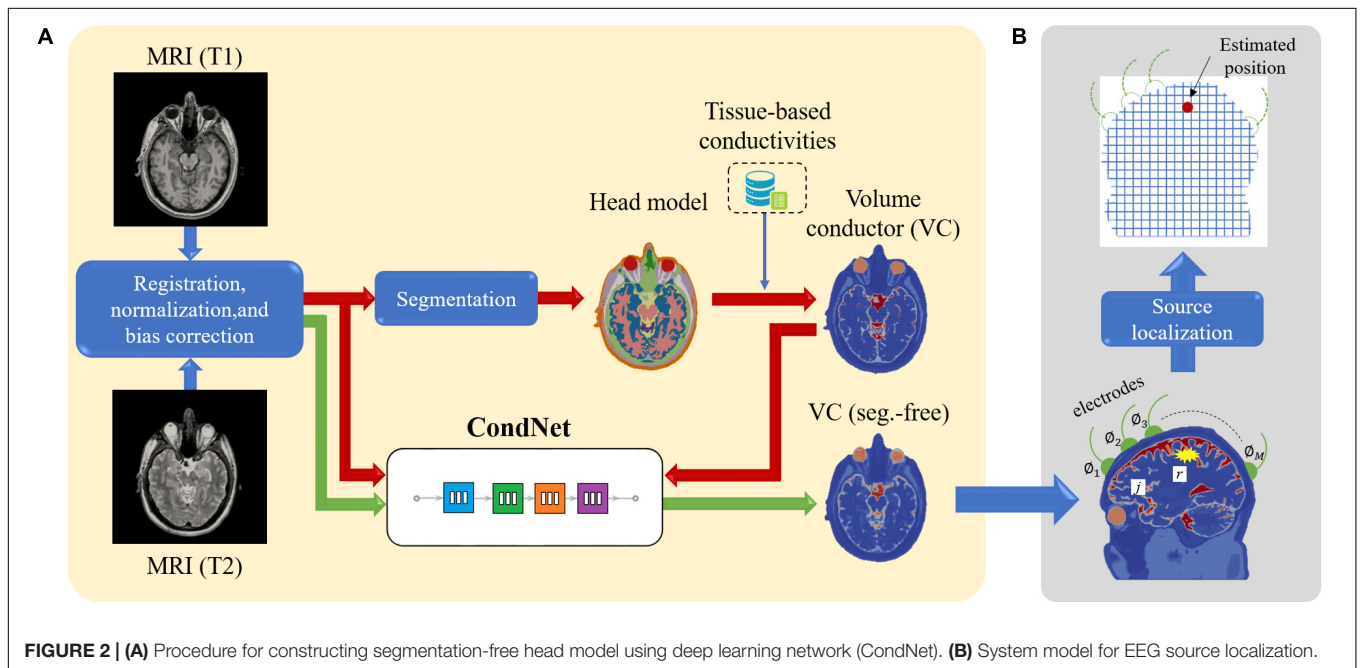 A
MRI (T1)
Registration,
normalization,and
bias correction
MRI (T2)
Segmentation
Head model
Tissue-based
conductivities
Volume
conductor (VC)
CondNet
VC (seg.-free)
B
Estimated
position
Source
localization
electrodes
Ø1
Ø2
Ø3
ØM
j
r
FIGURE 2 | (A) Procedure for constructing segmentation-free head model using deep learning network (CondNet). (B) System model for EEG source localization.